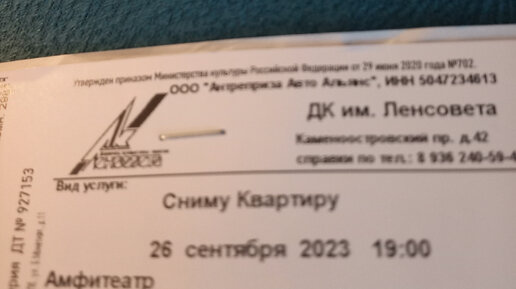 Утвержден приказом Министерства культуры Российской Федерации от 29 июня 2020 года №702.
ООО "Антреприза Авто Альянс", ИНН 5047234613
ДК им. Ленсовета
Каменоостровский пр. д.42
справки по тел.: 8 936 240-59-4
Вид услуги:
Сниму Квартиру
26 сентября 2023 19:00
Амфитеатр
рия ДТ № 927153